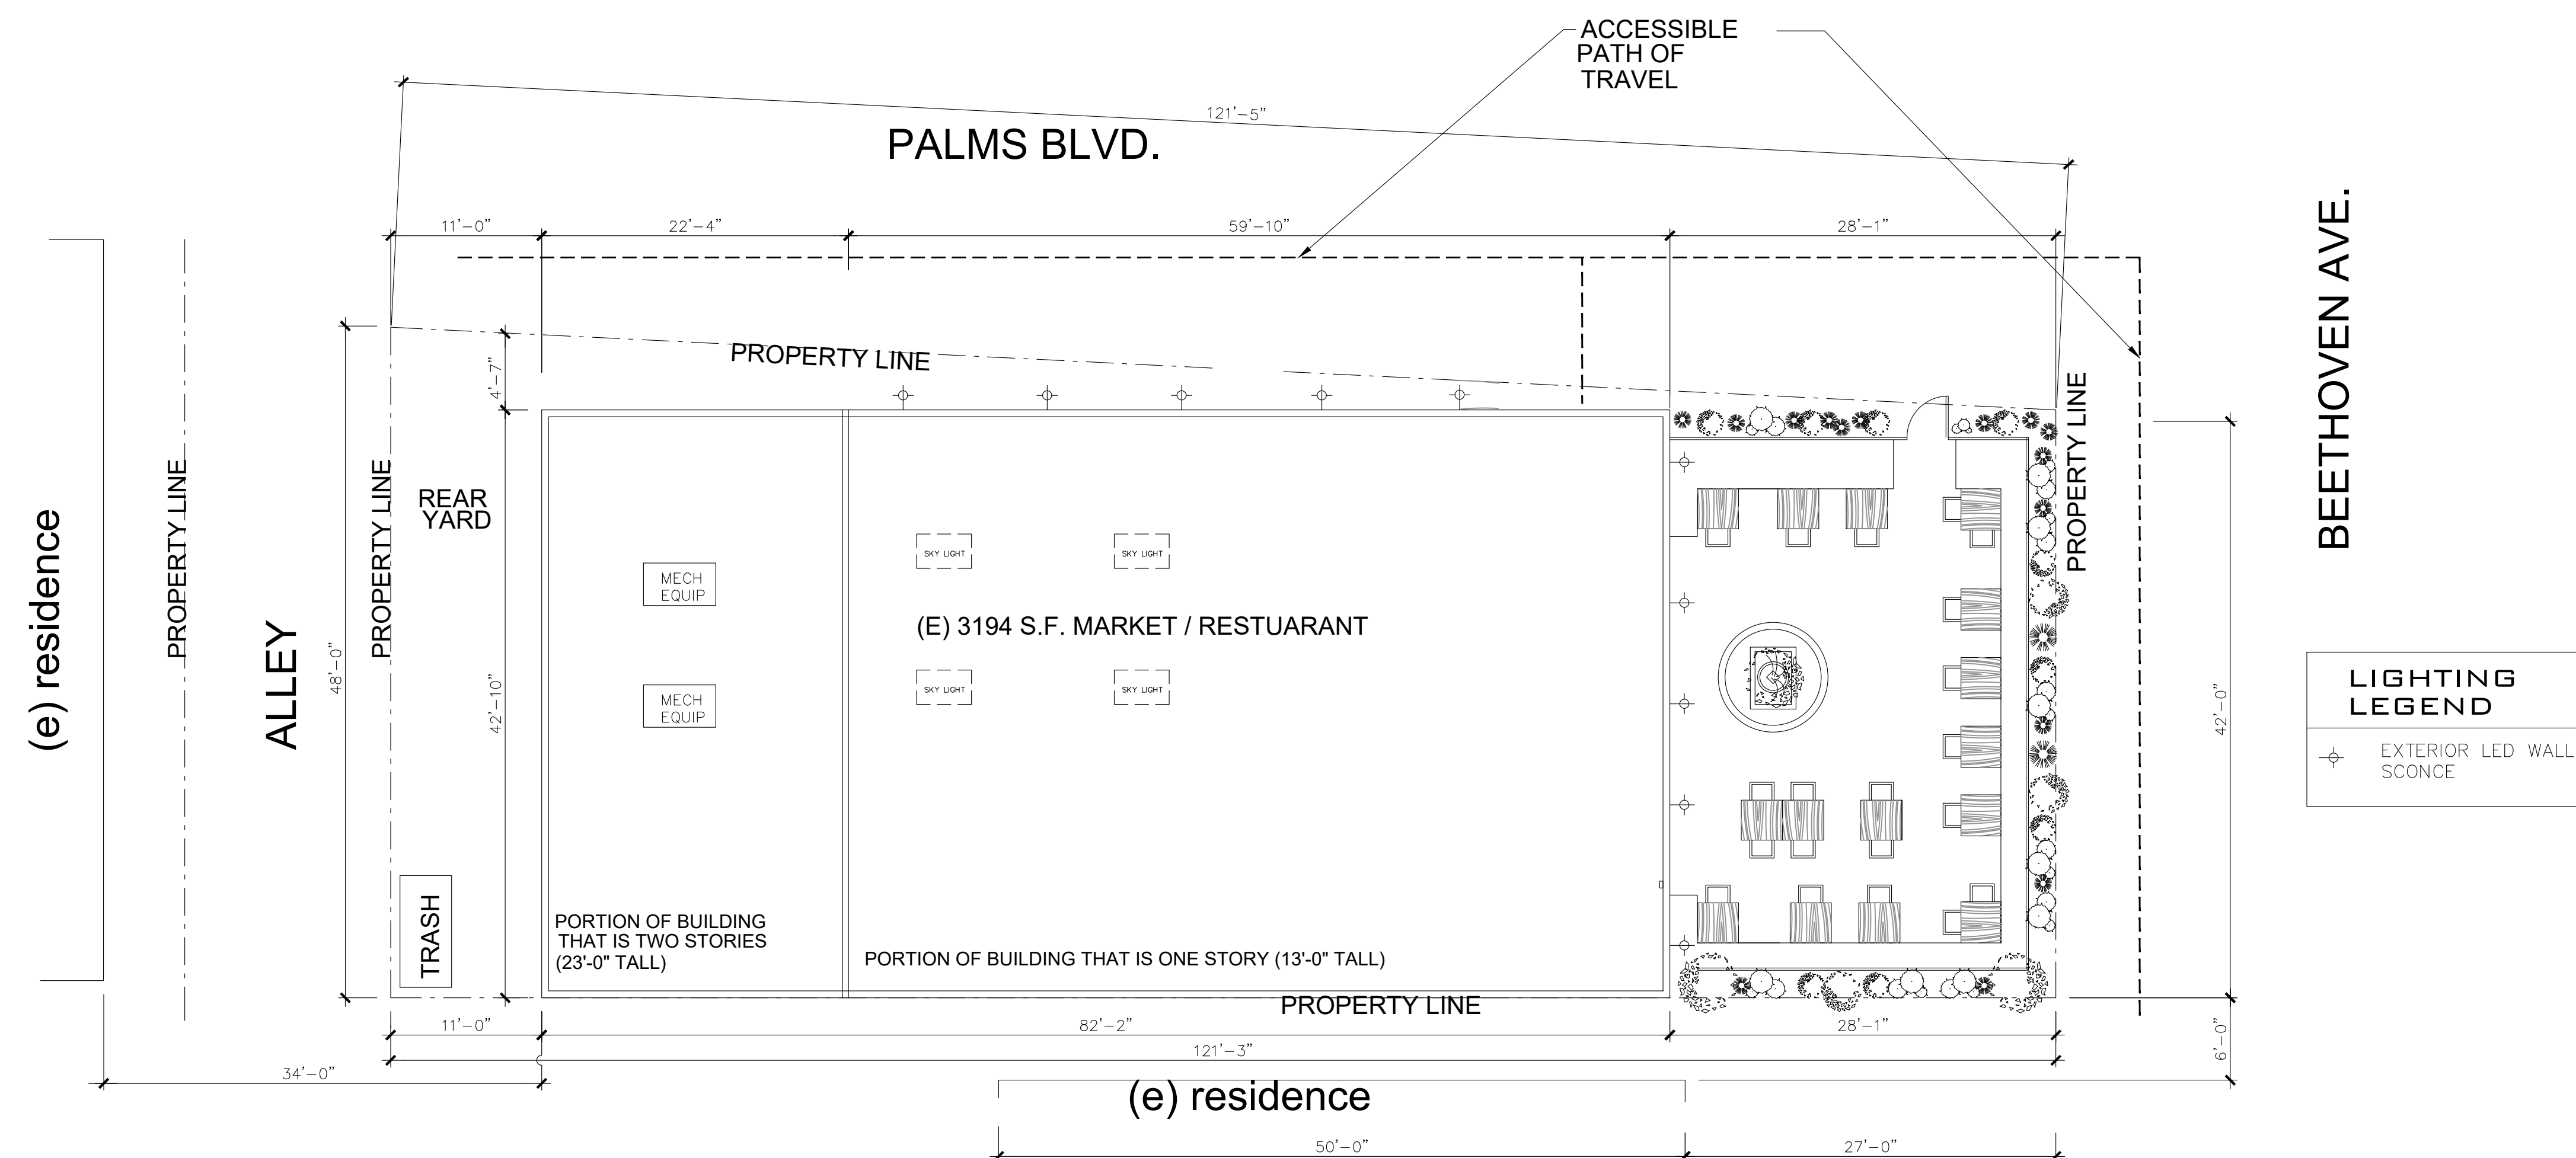 ACCESSIBLE
PATH OF
TRAVEL
121'-5"
PALMS BLVD.
11'-0"
22'-4"
59'-10"
28'-1"
BEETHOVEN AVE.
PROPERTY LINE
4'-7"
PROPERTY LINE
PROPERTY LINE
PROPERTY LINE
REAR
YARD
(e) residence
ALLEY
48'-0"
42'-10"
42'-0"
SKY LIGHT
SKY LIGHT
MECH
EQUIP
(E) 3194 S.F. MARKET / RESTUARANT
SKY LIGHT
SKY LIGHT
MECH
EQUIP
LIGHTING
LEGEND
EXTERIOR LED WALL
SCONCE
TRASH
PORTION OF BUILDING
THAT IS TWO STORIES
(23'-0" TALL)
PORTION OF BUILDING THAT IS ONE STORY (13'-0" TALL)
PROPERTY LINE
11'-0"
82'-2"
28'-1"
121'-3"
6'-0"
34'-0"
(e) residence
50'-0"
27'-0"